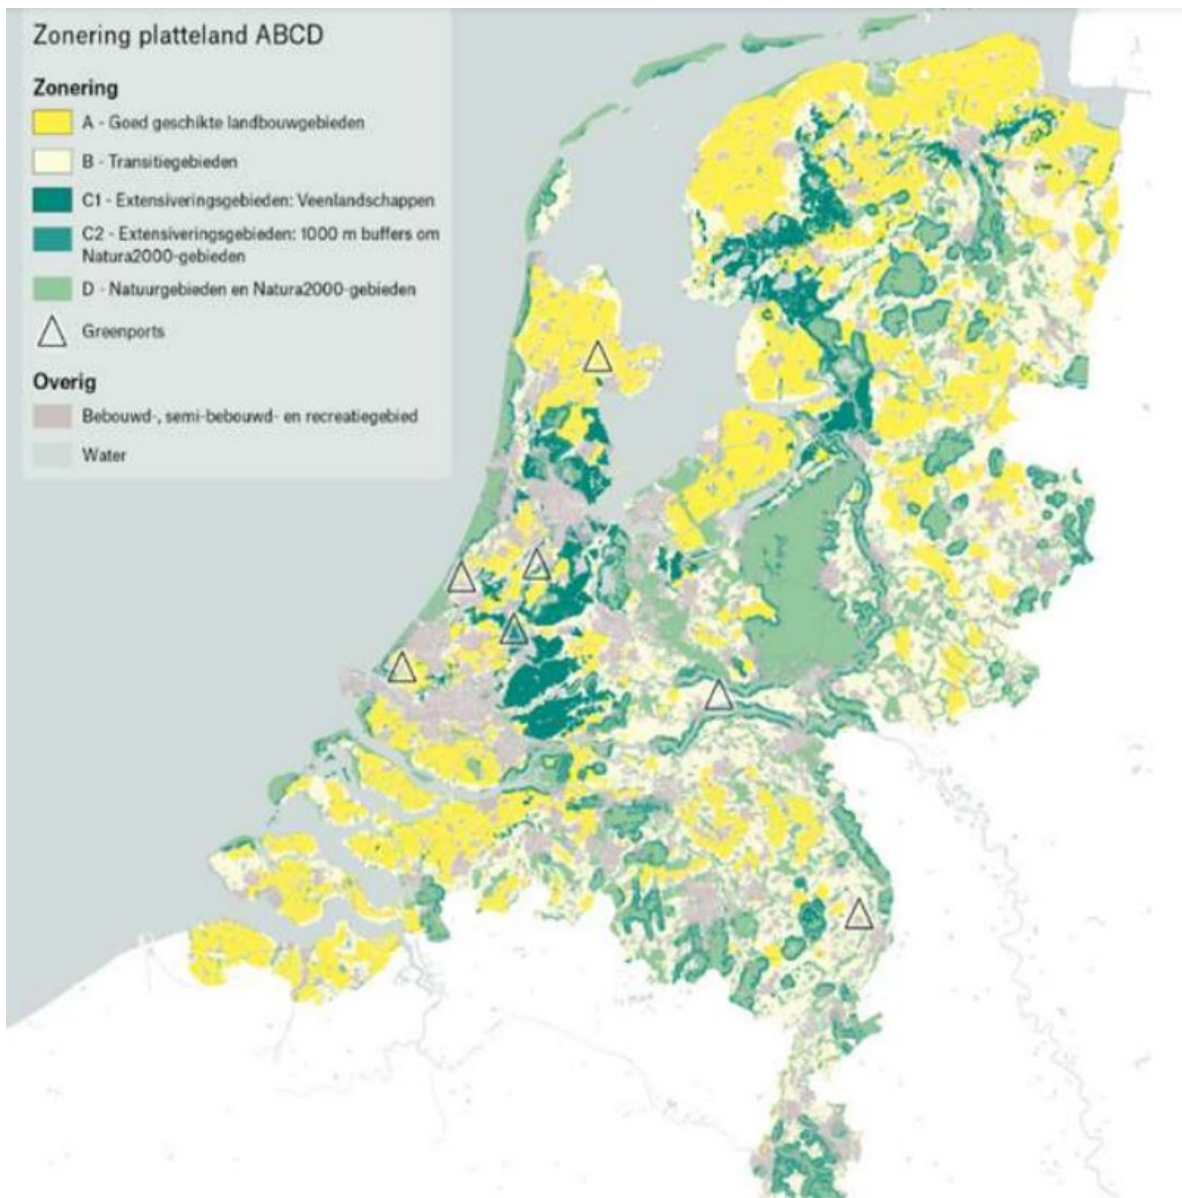 Zonering platteland ABCD
Zonering
A - Goed geschikte landbouwgebieden
B - Transitiegebieden
C1 - Extensiveringsgebieden: Veenlandschappen
C2 - Extensiveringsgebieden: 1000 m buffers om
Natura2000-gebieden
D - Natuurgebieden en Natura2000-gebieden
Greenports
Overig
Bebouwd-, semi-bebouwd- en recreatiegebied
Water